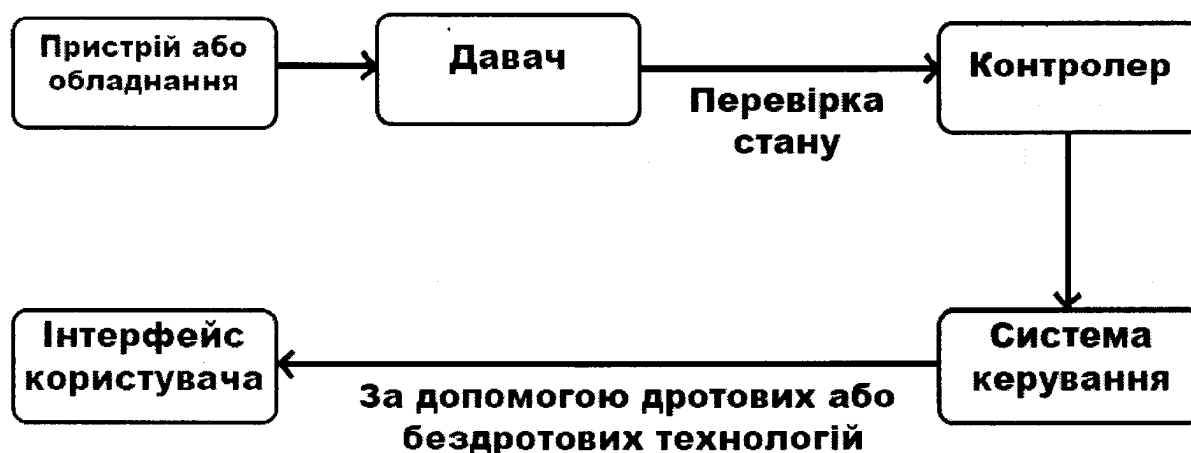 Пристрій або
обладнання
Давач
Перевірка
стану
Контролер
Інтерфейс
користувача
За допомогою дротових або
бездротових технологій
Система
керування